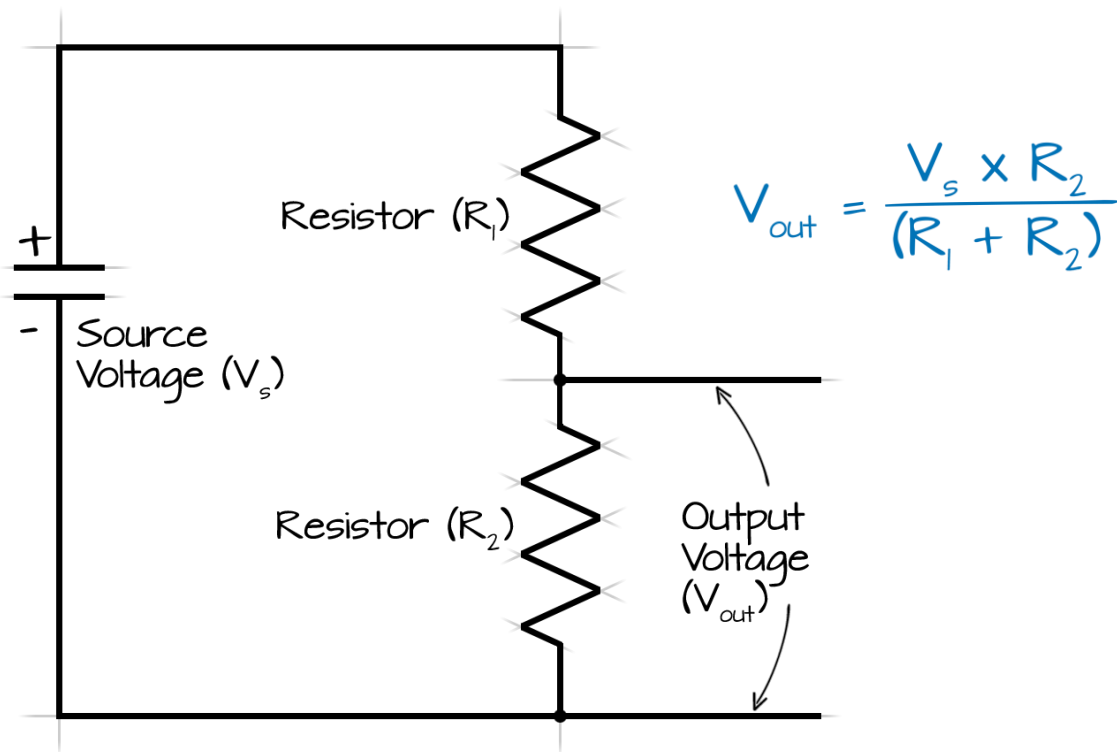 Resistor (R₁)
Vout = Vs x R₂
(R₁ + R₂)
+
-
Source
Voltage (Vs)
Resistor (R₂)
Output
Voltage
(Vout)